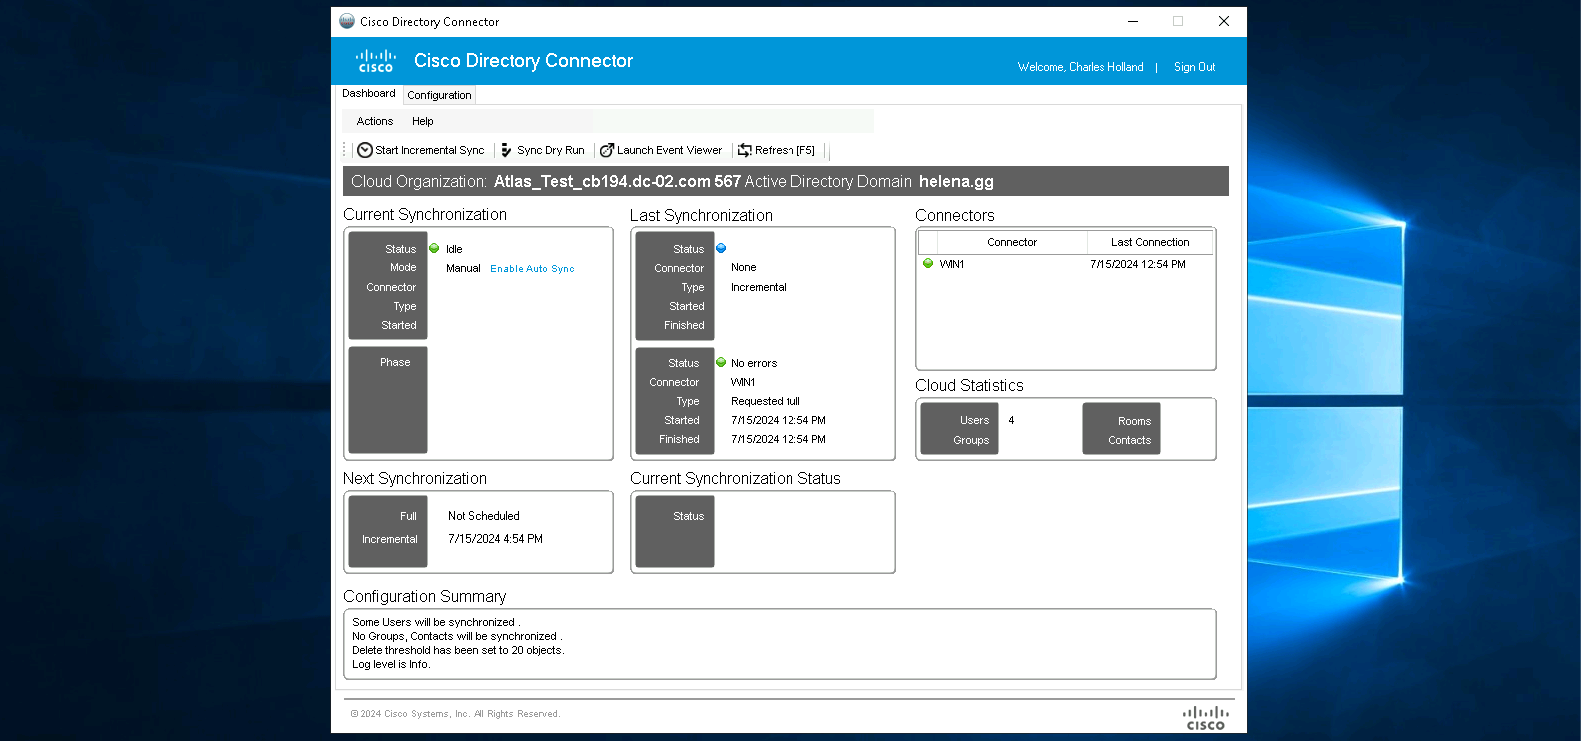 Cisco Directory Connector
cisco
Cisco Directory Connector
Welcome, Charles Holland | Sign Out
Dashboard Configuration
Actions Help
Start Incremental Sync Sync Dry Run Launch Event Viewer Refresh [F5]
Cloud Organization: Atlas_Test_cb194.dc-02.com 567 Active Directory Domain helena.gg
Current Synchronization
Status Idle
Mode Manual Enable Auto Sync
Connector
Type
Started
Phase
Last Synchronization
Status
Connector None
Type Incremental
Started
Finished
Status No errors
Connector WIN1
Type Requested full
Started 7/15/2024 12:54 PM
Finished 7/15/2024 12:54 PM
Connectors
Connector Last Connection
WIN1 7/15/2024 12:54 PM
Cloud Statistics
Users 4 Rooms
Groups Contacts
Next Synchronization
Full Not Scheduled
Incremental 7/15/2024 4:54 PM
Current Synchronization Status
Status
Configuration Summary
Some Users will be synchronized .
No Groups, Contacts will be synchronized .
Delete threshold has been set to 20 objects.
Log level is Info.
© 2024 Cisco Systems, Inc. All Rights Reserved.
cisco